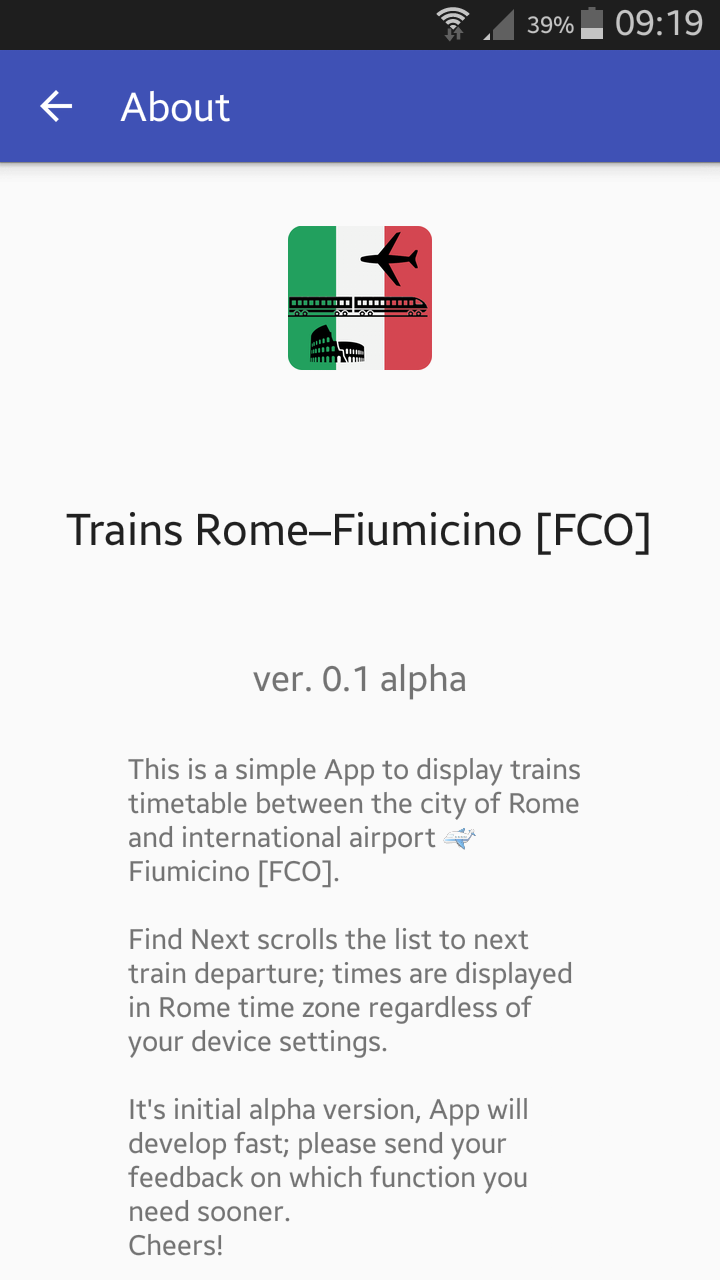 39% 09:19
About
Trains Rome–Fiumicino [FCO]
ver. 0.1 alpha
This is a simple App to display trains
timetable between the city of Rome
and international airport 🛩
Fiumicino [FCO].
Find Next scrolls the list to next
train departure; times are displayed
in Rome time zone regardless of
your device settings.
It's initial alpha version, App will
develop fast; please send your
feedback on which function you
need sooner.
Cheers!